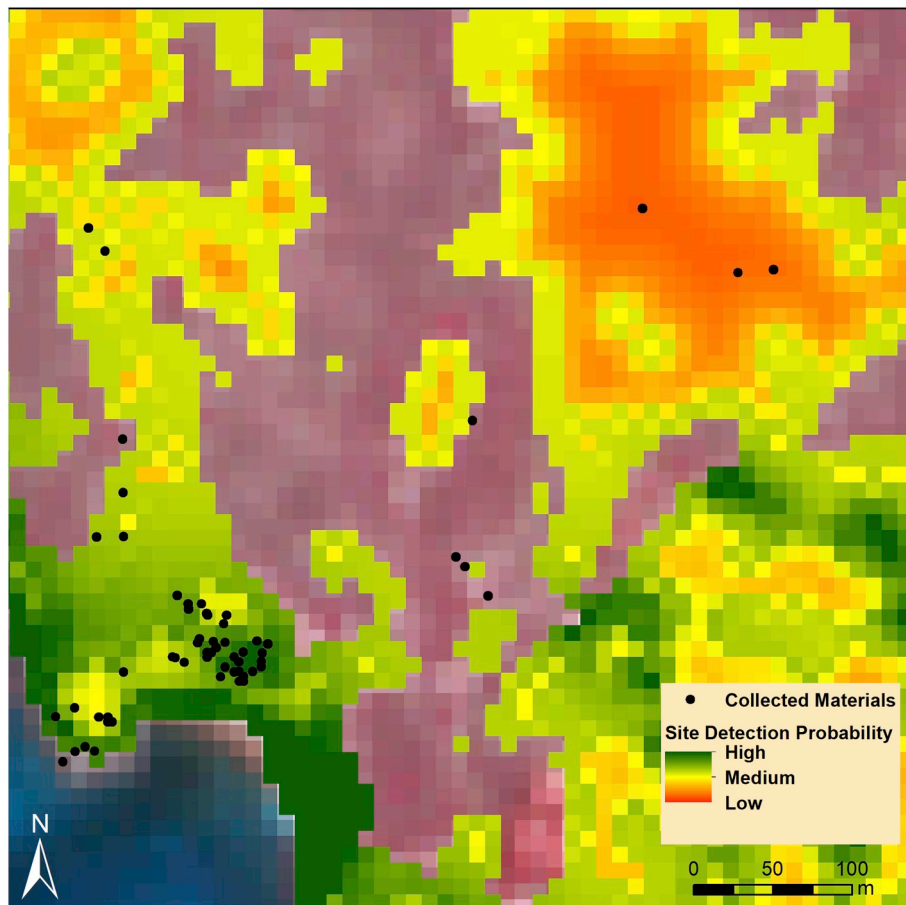 Collected Materials
Site Detection Probability
High
Medium
Low
N
0 50 100
m